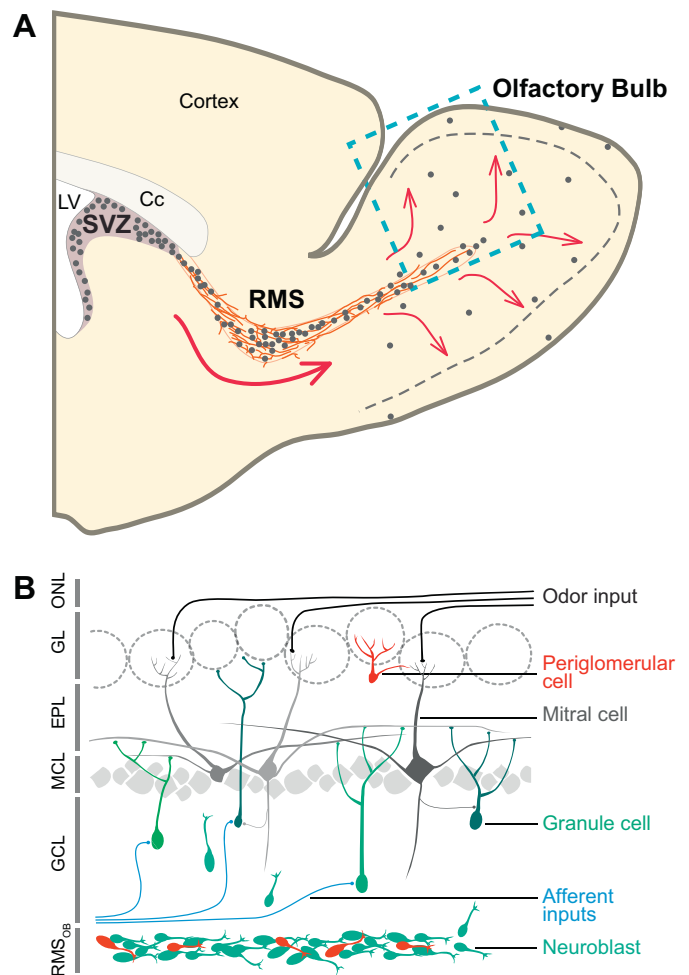 A
Olfactory Bulb
Cortex
LV
Cc
SVZ
RMS
B
ONL
Odor input
GL
Periglomerular
cell
EPL
Mitral cell
MCL
GCL
Granule cell
Afferent
inputs
RMSOB
Neuroblast